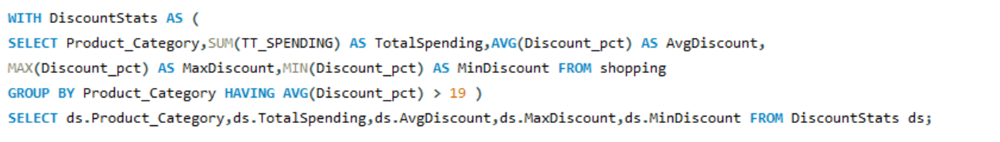 WITH DiscountStats AS (
SELECT Product_Category,SUM(TT_SPENDING) AS TotalSpending,AVG(Discount_pct) AS AvgDiscount,
MAX(Discount_pct) AS MaxDiscount,MIN(Discount_pct) AS MinDiscount FROM shopping
GROUP BY Product_Category HAVING AVG(Discount_pct) > 19 )
SELECT ds.Product_Category,ds.TotalSpending,ds.AvgDiscount,ds.MaxDiscount,ds.MinDiscount FROM DiscountStats ds;